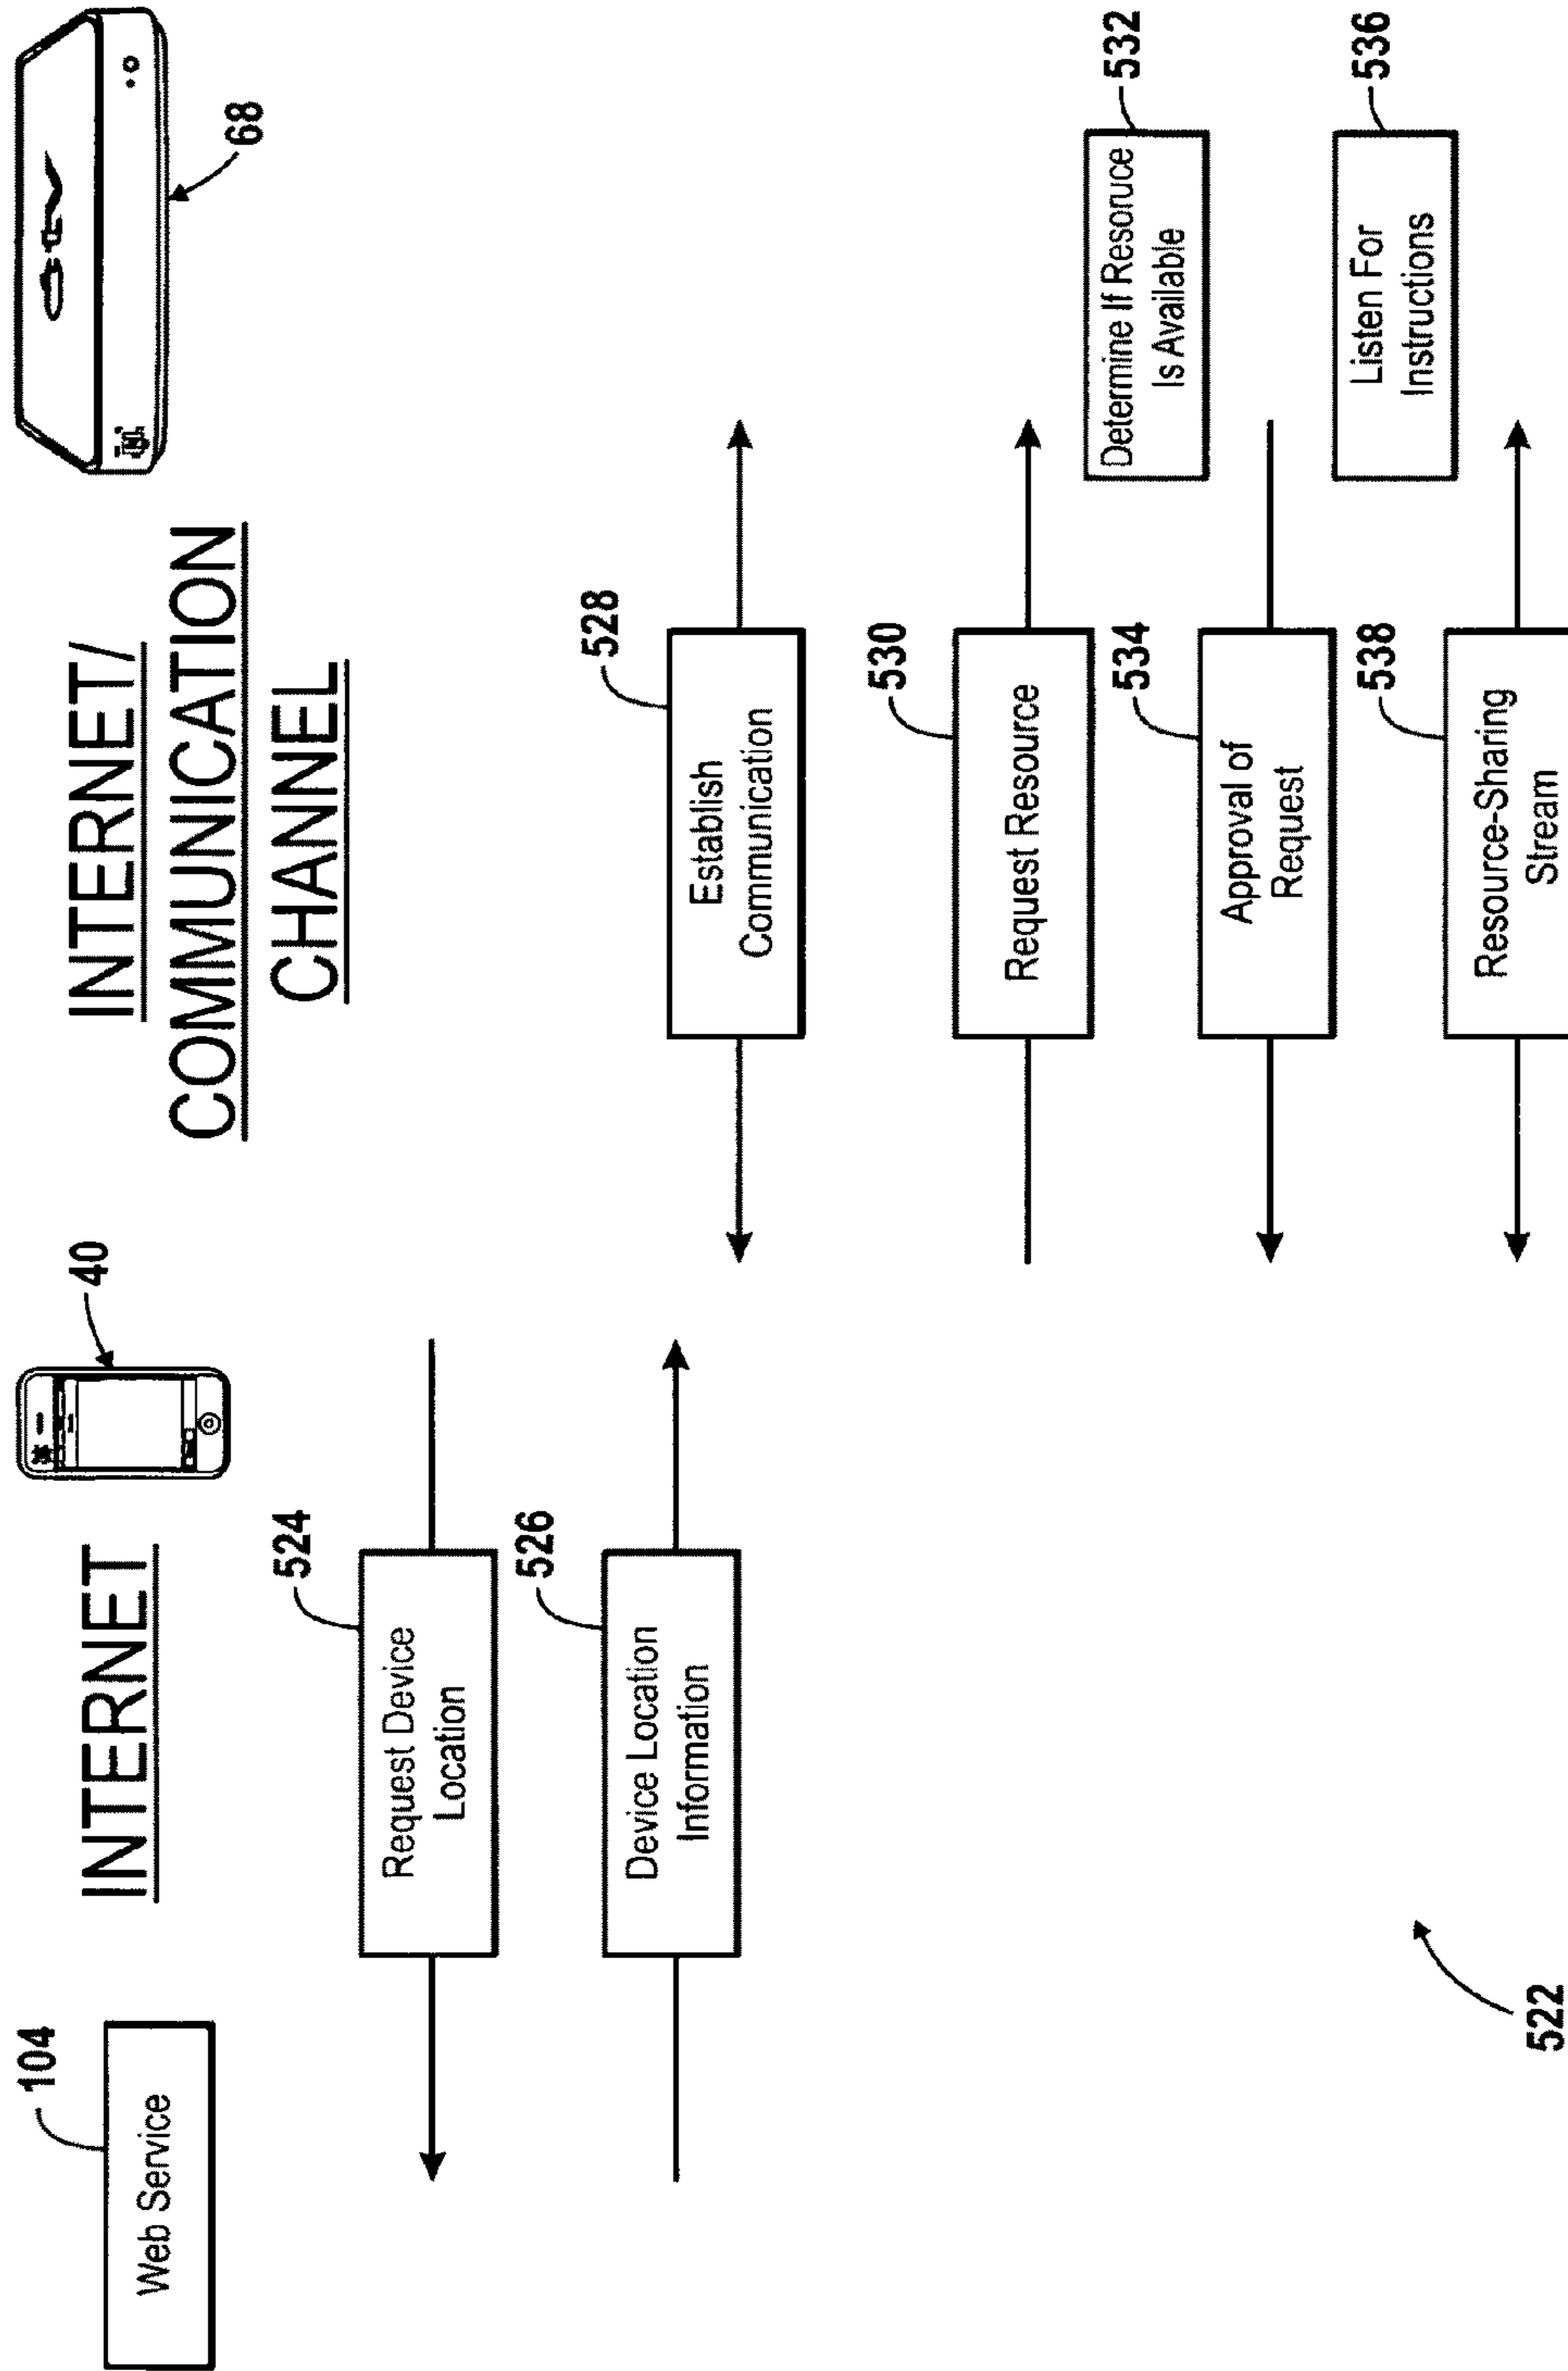 104
Web Service
INTERNET
40
INTERNET/
COMMUNICATION
CHANNEL
68
524
Request Device
Location
526
Device Location
Information
528
Establish
Communication
530
Request Resource
532
Determine If Resoruce
Is Available
534
Approval of
Request
536
Listen For
Instructions
538
Resource-Sharing
Stream
522